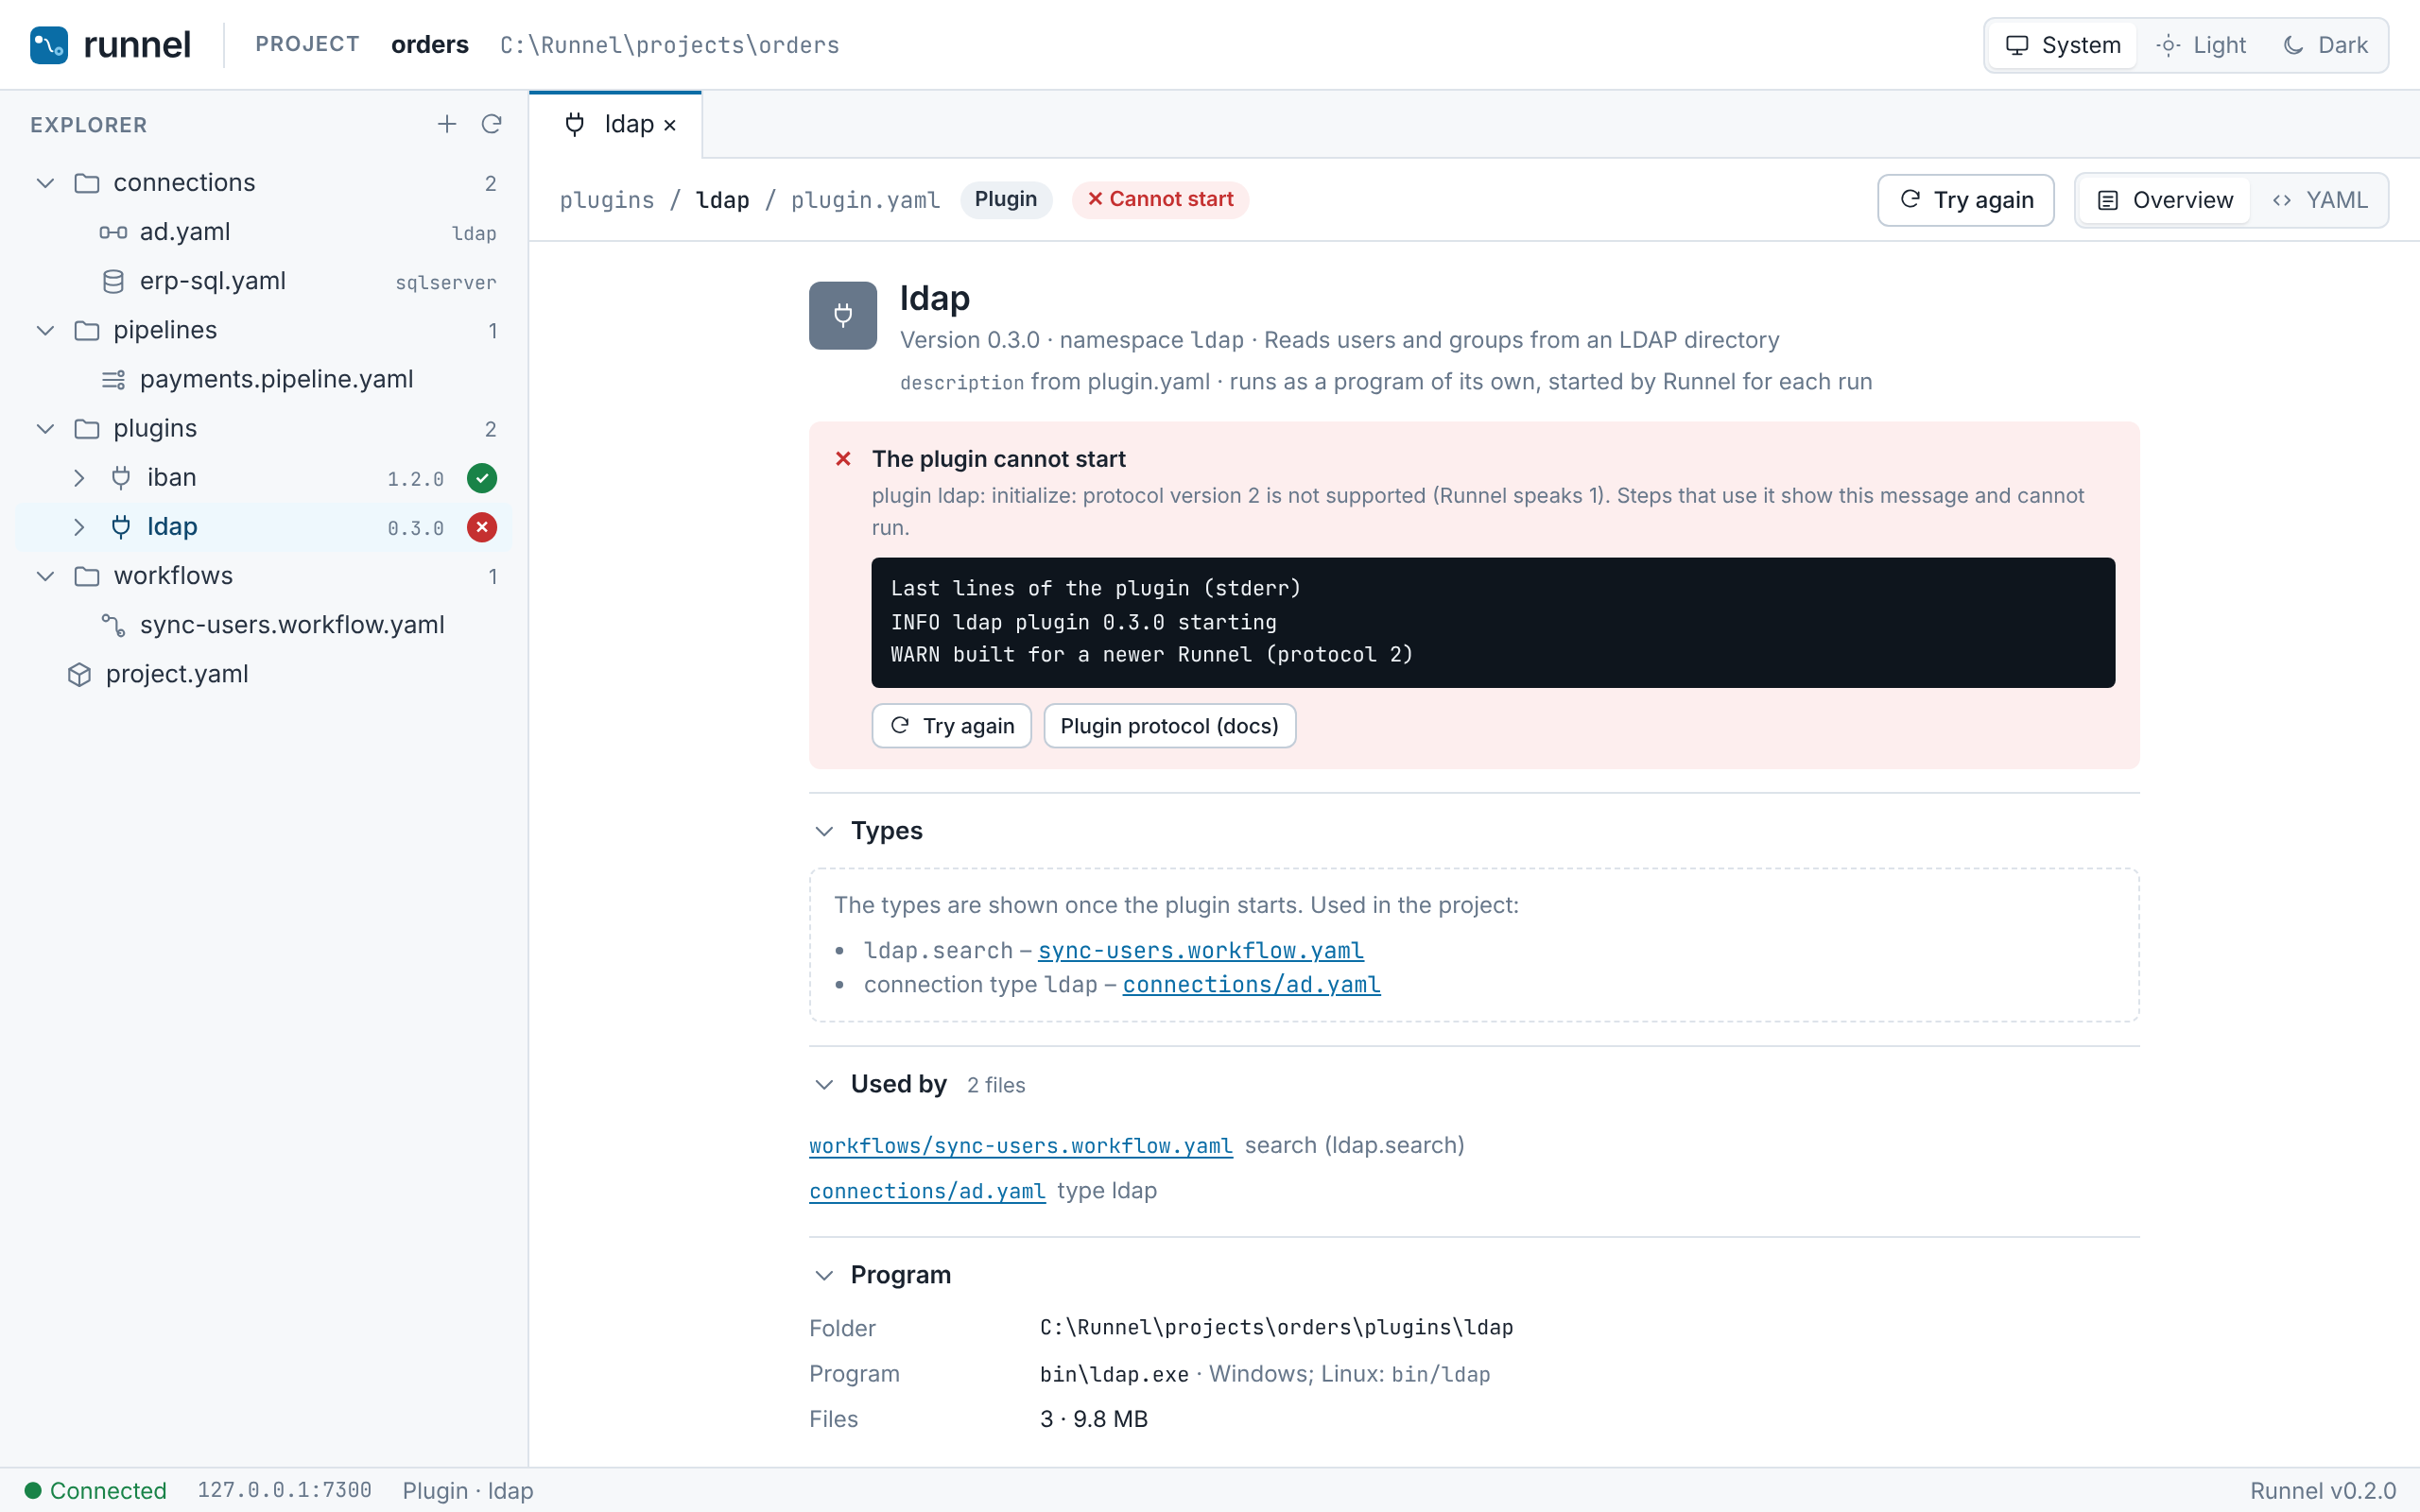 runnel PROJECT orders C:\Runnel\projects\orders System Light Dark
EXPLORER
connections 2
ad.yaml ldap
erp-sql.yaml sqlserver
pipelines 1
payments.pipeline.yaml
plugins 2
iban 1.2.0
ldap 0.3.0
workflows 1
sync-users.workflow.yaml
project.yaml
ldap ×
plugins / ldap / plugin.yaml Plugin × Cannot start Try again Overview <> YAML
ldap
Version 0.3.0 · namespace ldap · Reads users and groups from an LDAP directory
description from plugin.yaml · runs as a program of its own, started by Runnel for each run
× The plugin cannot start
plugin ldap: initialize: protocol version 2 is not supported (Runnel speaks 1). Steps that use it show this message and cannot
run.
Last lines of the plugin (stderr)
INFO ldap plugin 0.3.0 starting
WARN built for a newer Runnel (protocol 2)
Try again Plugin protocol (docs)
Types
The types are shown once the plugin starts. Used in the project:
• ldap.search – sync-users.workflow.yaml
• connection type ldap – connections/ad.yaml
Used by 2 files
workflows/sync-users.workflow.yaml search (ldap.search)
connections/ad.yaml type ldap
Program
Folder C:\Runnel\projects\orders\plugins\ldap
Program bin\ldap.exe · Windows; Linux: bin/ldap
Files 3 · 9.8 MB
Connected 127.0.0.1:7300 Plugin · ldap Runnel v0.2.0